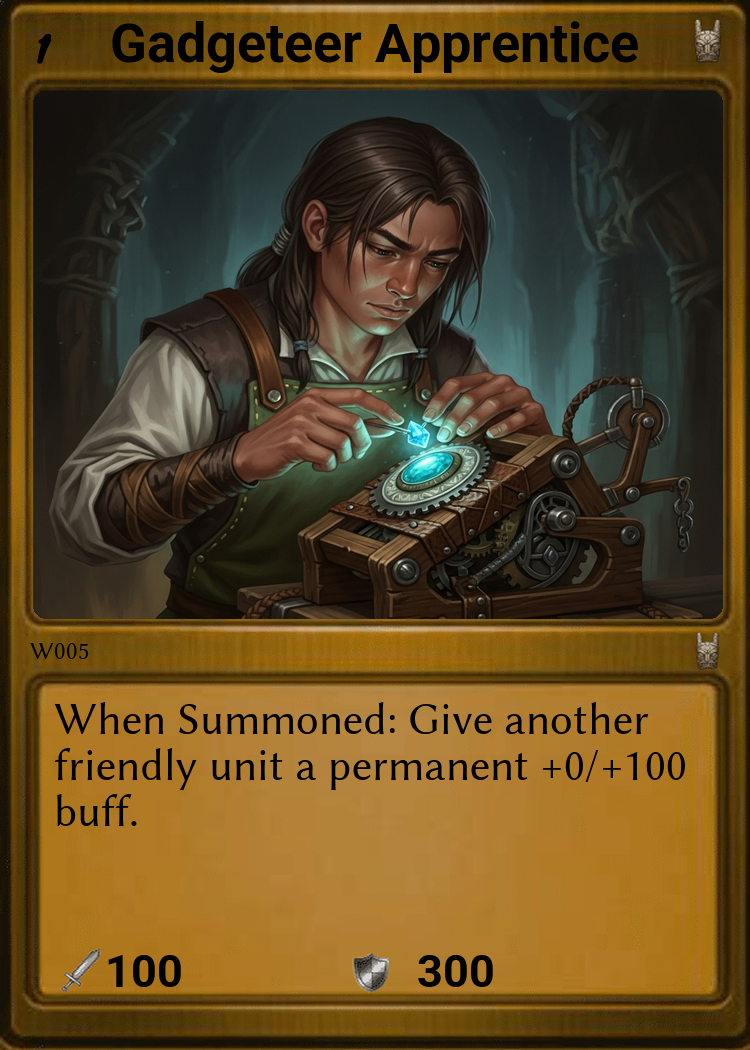 1 Gadgeteer Apprentice
W005
When Summoned: Give another
friendly unit a permanent +0/+100
buff.
100 300